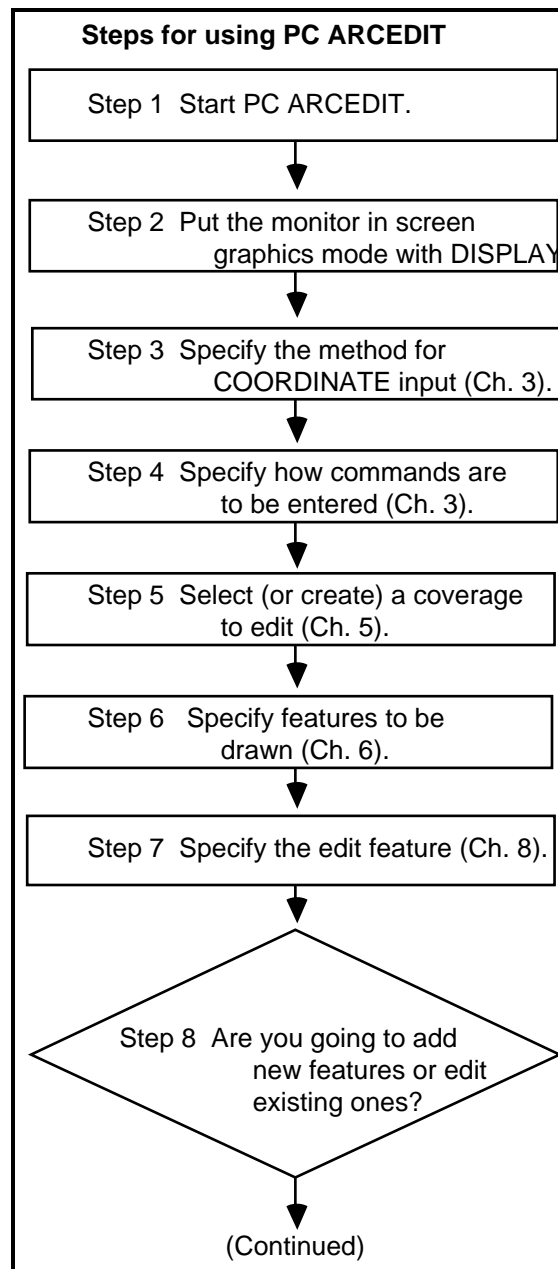 Steps for using PC ARCEDIT
Step 1 Start PC ARCEDIT.
Step 2 Put the monitor in screen
graphics mode with DISPLAY
Step 3 Specify the method for
COORDINATE input (Ch. 3).
Step 4 Specify how commands are
to be entered (Ch. 3).
Step 5 Select (or create) a coverage
to edit (Ch. 5).
Step 6 Specify features to be
drawn (Ch. 6).
Step 7 Specify the edit feature (Ch. 8).
Step 8 Are you going to add
new features or edit
existing ones?
(Continued)